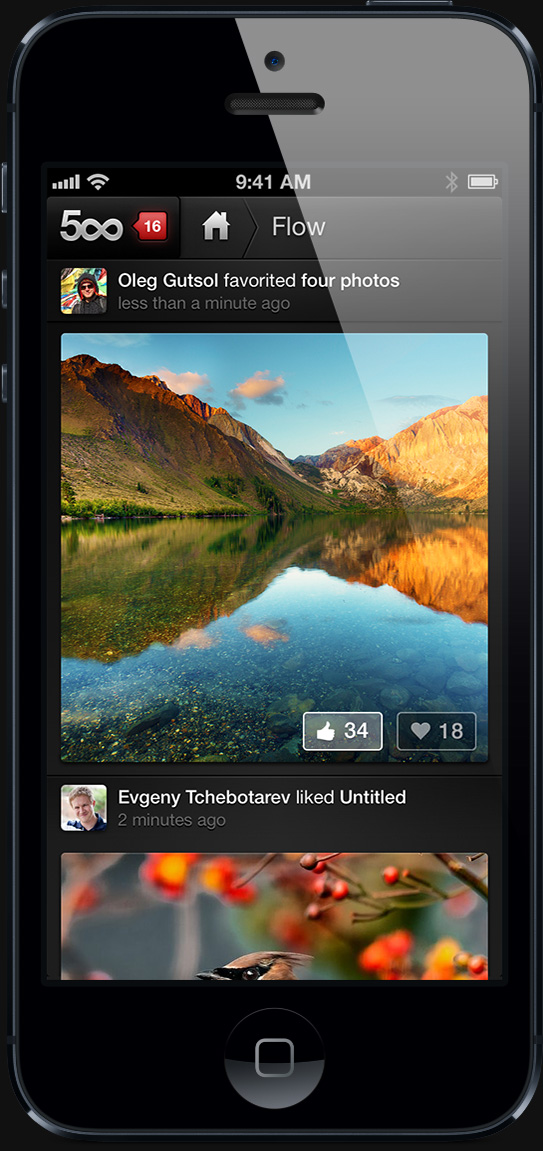 9:41 AM
500 16 Flow
Oleg Gutsol favorited four photos
less than a minute ago
34 18
Evgeny Tchebotarev liked Untitled
2 minutes ago